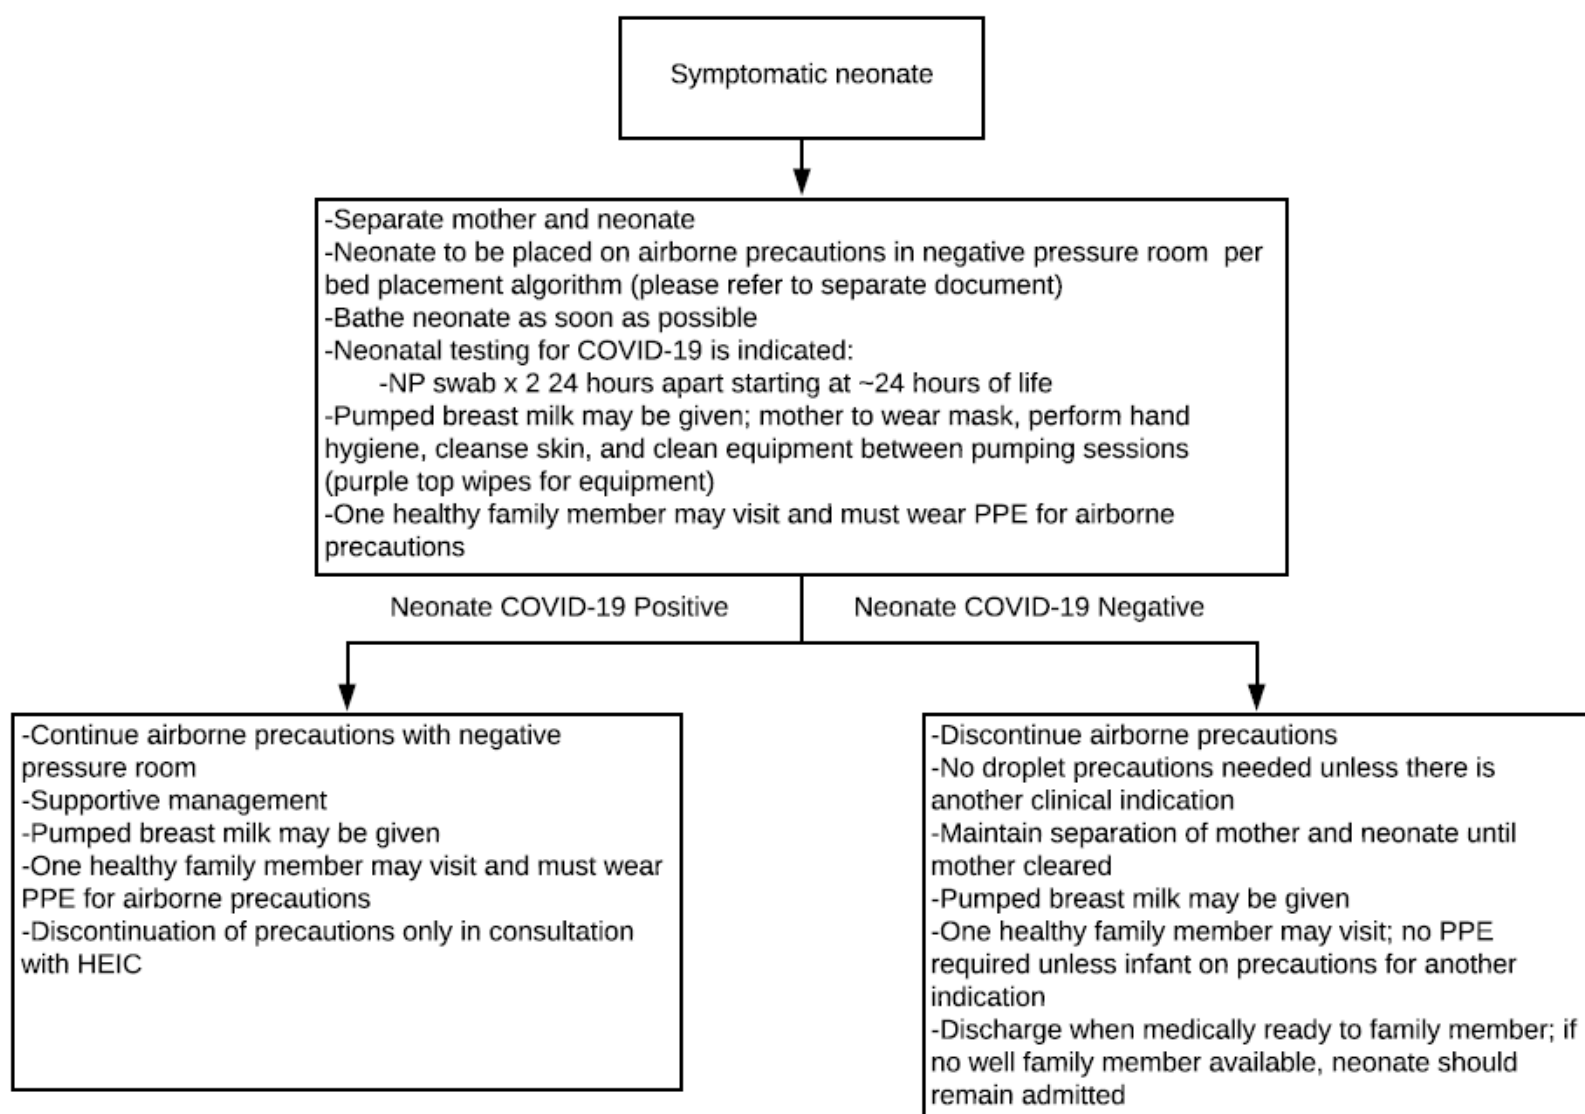 Symptomatic neonate
-Separate mother and neonate
-Neonate to be placed on airborne precautions in negative pressure room  per
bed placement algorithm (please refer to separate document)
-Bathe neonate as soon as possible
-Neonatal testing for COVID-19 is indicated:
-NP swab x 2 24 hours apart starting at ~24 hours of life
-Pumped breast milk may be given; mother to wear mask, perform hand
hygiene, cleanse skin, and clean equipment between pumping sessions
(purple top wipes for equipment)
-One healthy family member may visit and must wear PPE for airborne
precautions
Neonate COVID-19 Positive
Neonate COVID-19 Negative
-Continue airborne precautions with negative
pressure room
-Supportive management
-Pumped breast milk may be given
-One healthy family member may visit and must wear
PPE for airborne precautions
-Discontinuation of precautions only in consultation
with HEIC
-Discontinue airborne precautions
-No droplet precautions needed unless there is
another clinical indication
-Maintain separation of mother and neonate until
mother cleared
-Pumped breast milk may be given
-One healthy family member may visit; no PPE
required unless infant on precautions for another
indication
-Discharge when medically ready to family member; if
no well family member available, neonate should
remain admitted